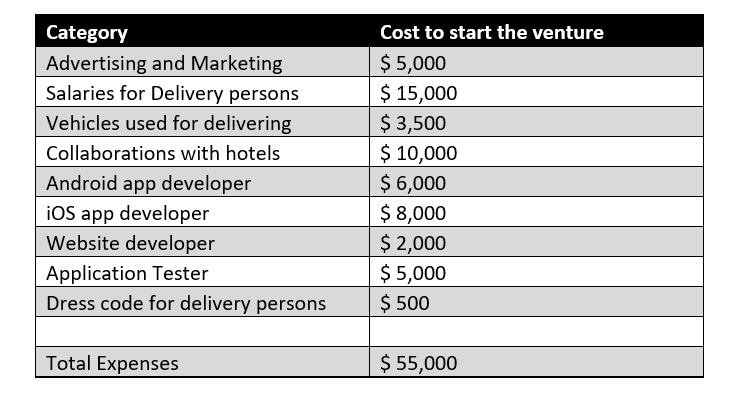 Category Cost to start the venture
Advertising and Marketing $ 5,000
Salaries for Delivery persons $ 15,000
Vehicles used for delivering $ 3,500
Collaborations with hotels $ 10,000
Android app developer $ 6,000
iOS app developer $ 8,000
Website developer $ 2,000
Application Tester $ 5,000
Dress code for delivery persons $ 500
Total Expenses $ 55,000